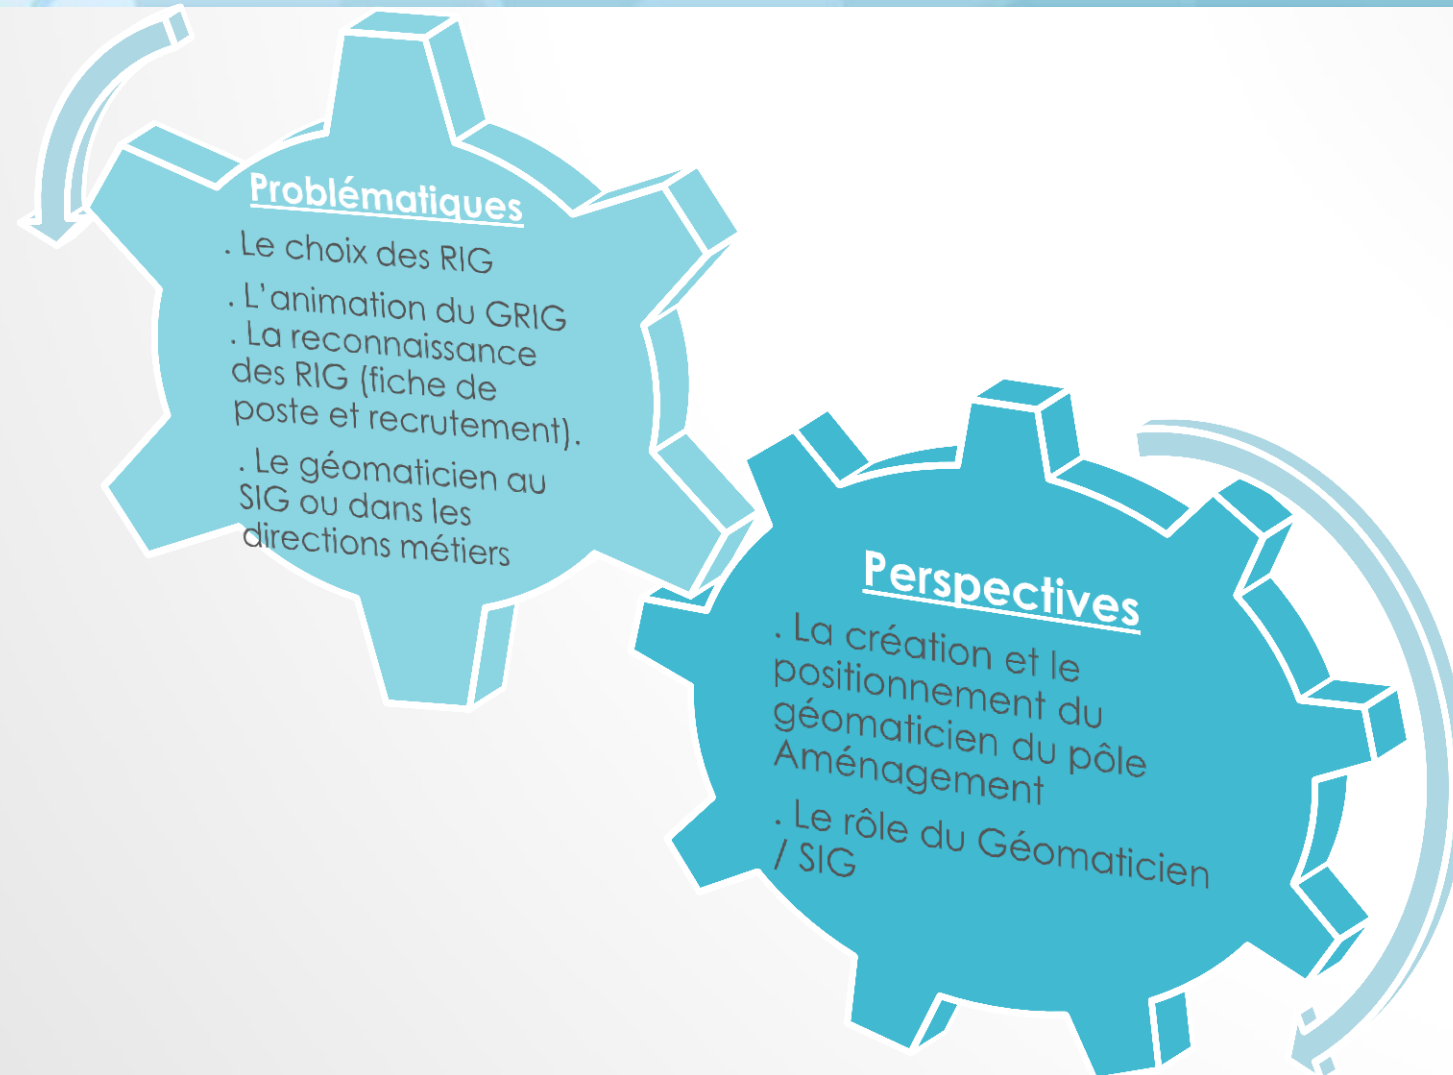 Problématiques
. Le choix des RIG
. L'animation du GRIG
. La reconnaissance
des RIG (fiche de
poste et recrutement).
. Le géomaticien au
SIG ou dans les
directions métiers
Perspectives
. La création et le
positionnement du
géomaticien du pôle
Aménagement
. Le rôle du Géomaticien
/ SIG